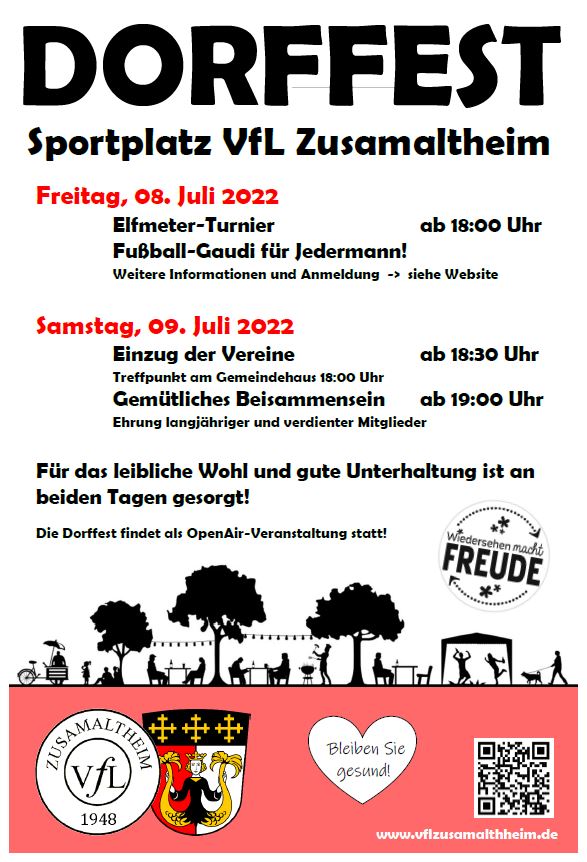 DORFFEST
Sportplatz VfL Zusamaltheim
Freitag, 08. Juli 2022
Elfmeter-Turnier ab 18:00 Uhr
Fußball-Gaudi für Jedermann!
Weitere Informationen und Anmeldung -> siehe Website
Samstag, 09. Juli 2022
Einzug der Vereine ab 18:30 Uhr
Treffpunkt am Gemeindehaus 18:00 Uhr
Gemütliches Beisammensein ab 19:00 Uhr
Ehrung langjähriger und verdienter Mitglieder
Für das leibliche Wohl und gute Unterhaltung ist an
beiden Tagen gesorgt!
Die Dorffest findet als OpenAir-Veranstaltung statt!
Wiedersehen macht
FREUDE
ZUSAMALTHEIM
VfL
1948
Bleiben Sie
gesund!
www.vflzusamalthheim.de